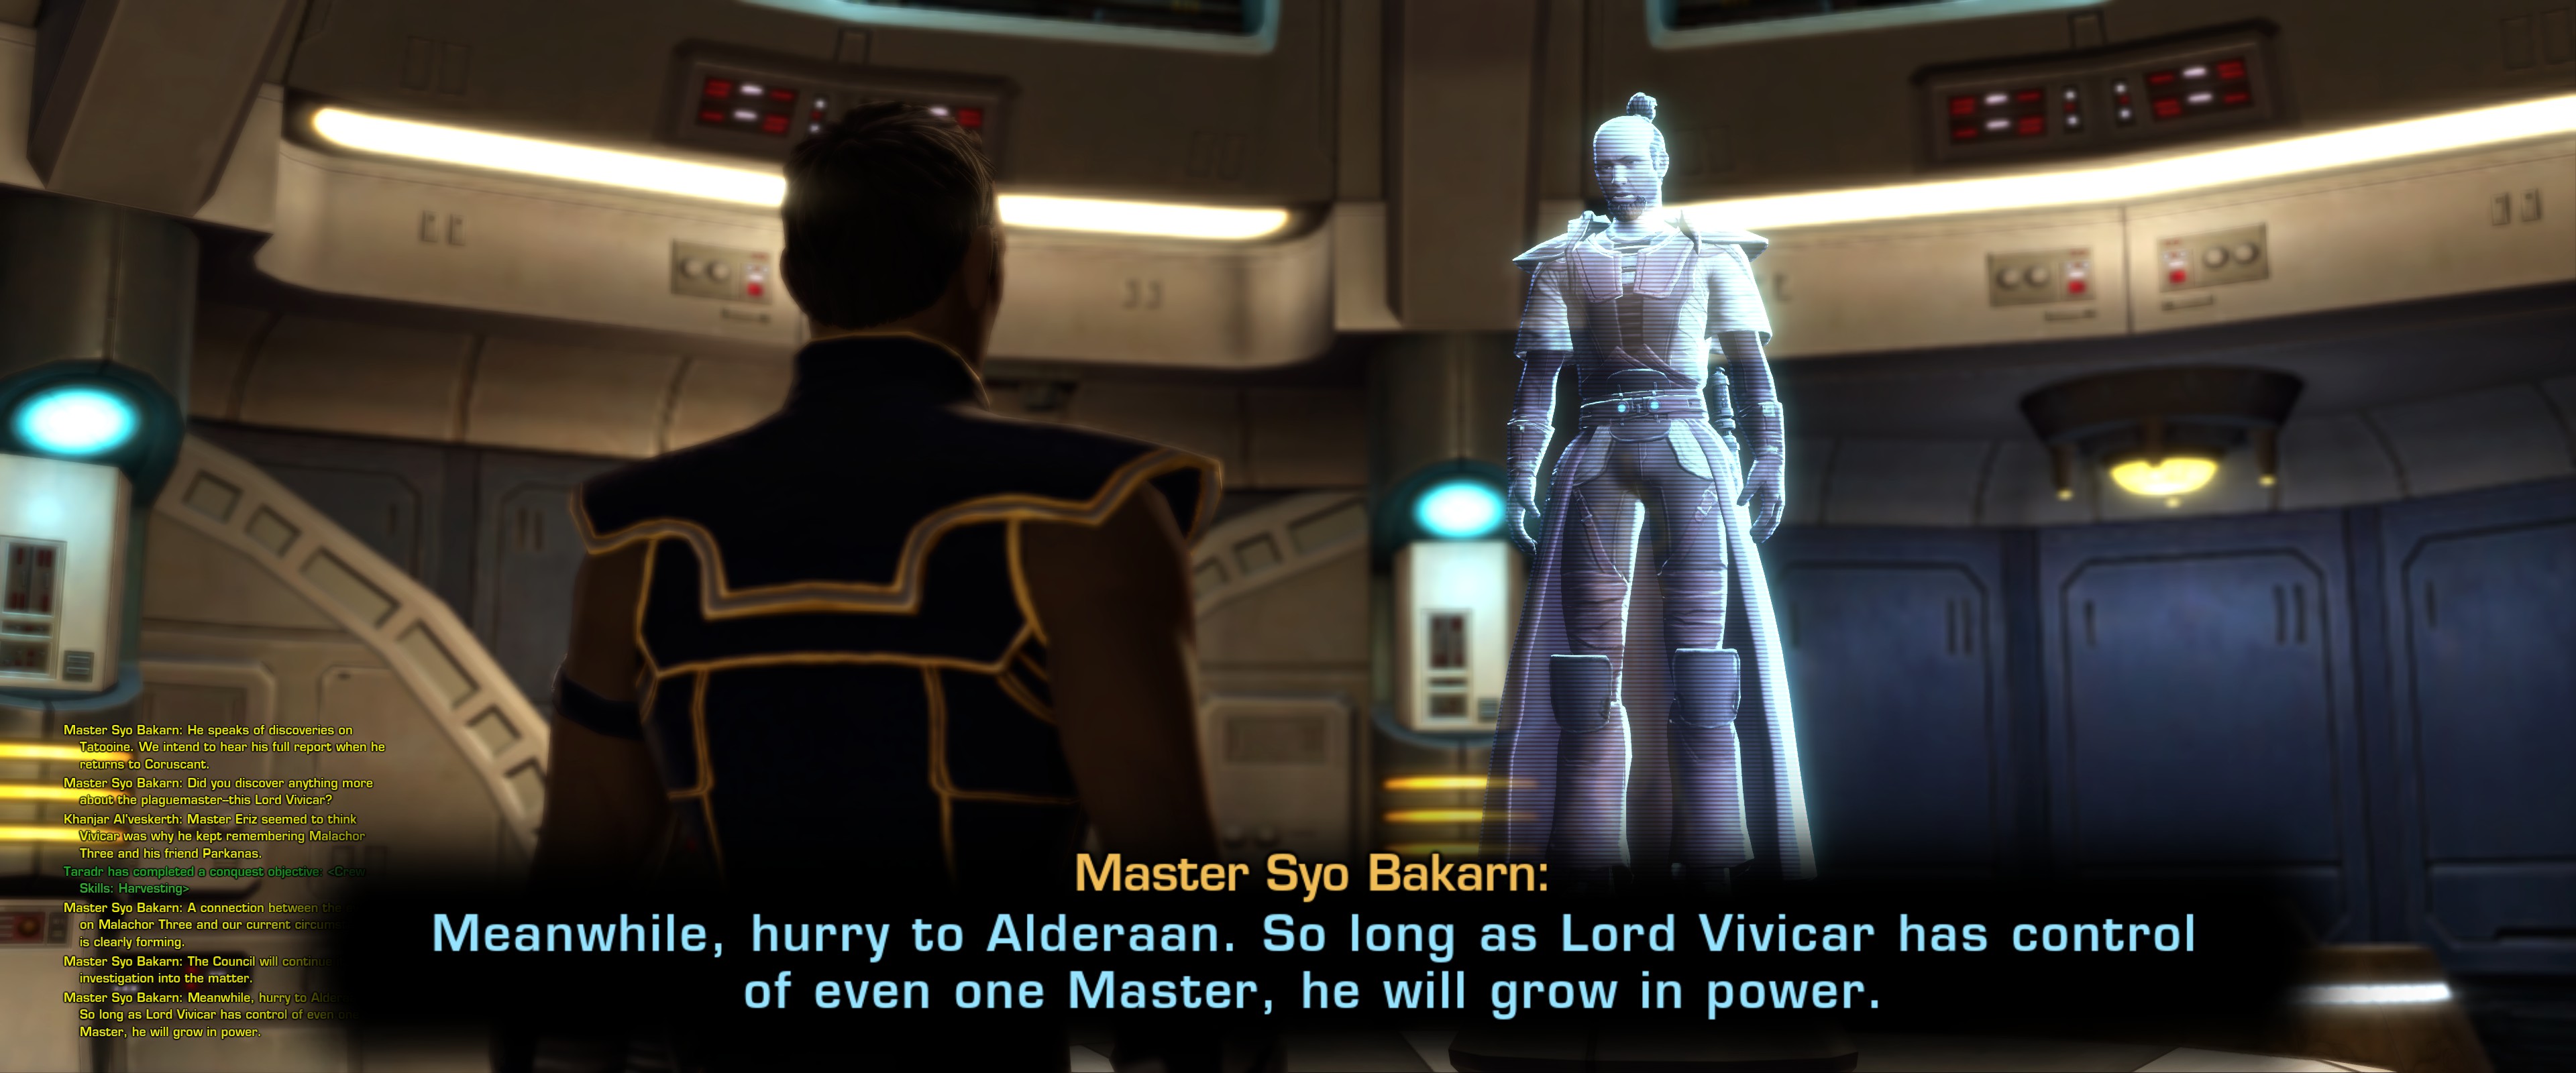 Master Syo Bakarn: He speaks of discoveries on
Tatooine. We intend to hear his full report when he
returns to Coruscant.
Master Syo Bakarn: Did you discover anything more
about the plaguemaster–this Lord Vivicar?
Khanjar Al'veskerth: Master Eriz seemed to think
Vivicar was why he kept remembering Malachor
Three and his friend Parkanas.
Taradr has completed a conquest objective: <Crew
Skills: Harvesting>
Master Syo Bakarn: A connection between the
on Malachor Three and our current
is clearly forming.
Master Syo Bakarn: The Council will continue
investigation into the matter.
Master Syo Bakarn: Meanwhile, hurry to
So long as Lord Vivicar has control of even one
Master, he will grow in power.
Master Syo Bakarn:
Meanwhile, hurry to Alderaan. So long as Lord Vivicar has control
of even one Master, he will grow in power.